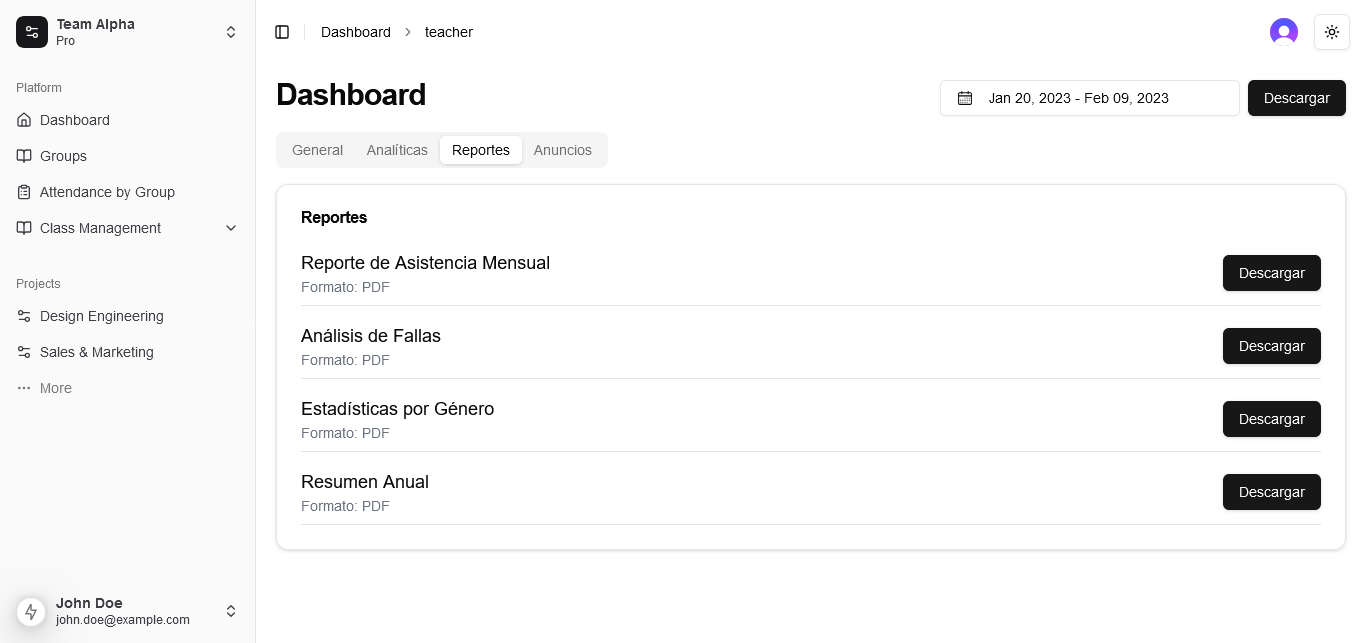 Team Alpha
Pro
Platform
Dashboard
Groups
Attendance by Group
Class Management
Projects
Design Engineering
Sales & Marketing
More
John Doe
john.doe@example.com
Dashboard > teacher
Dashboard
Jan 20, 2023 - Feb 09, 2023
Descargar
General Analíticas Reportes Anuncios
Reportes
Reporte de Asistencia Mensual
Formato: PDF
Descargar
Análisis de Fallas
Formato: PDF
Descargar
Estadísticas por Género
Formato: PDF
Descargar
Resumen Anual
Formato: PDF
Descargar